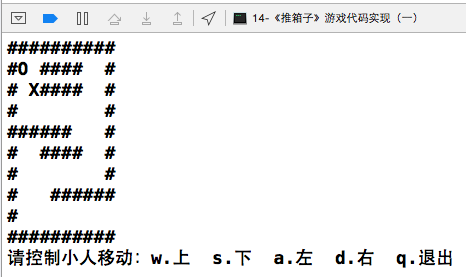 14-《推箱子》游戏代码实现（一）
##########
#O ####  #
# X####  #
#        #
######   #
#  ####  #
#        #
#   ######
#
##########
请控制小人移动：w.上  s.下  a.左  d.右  q.退出